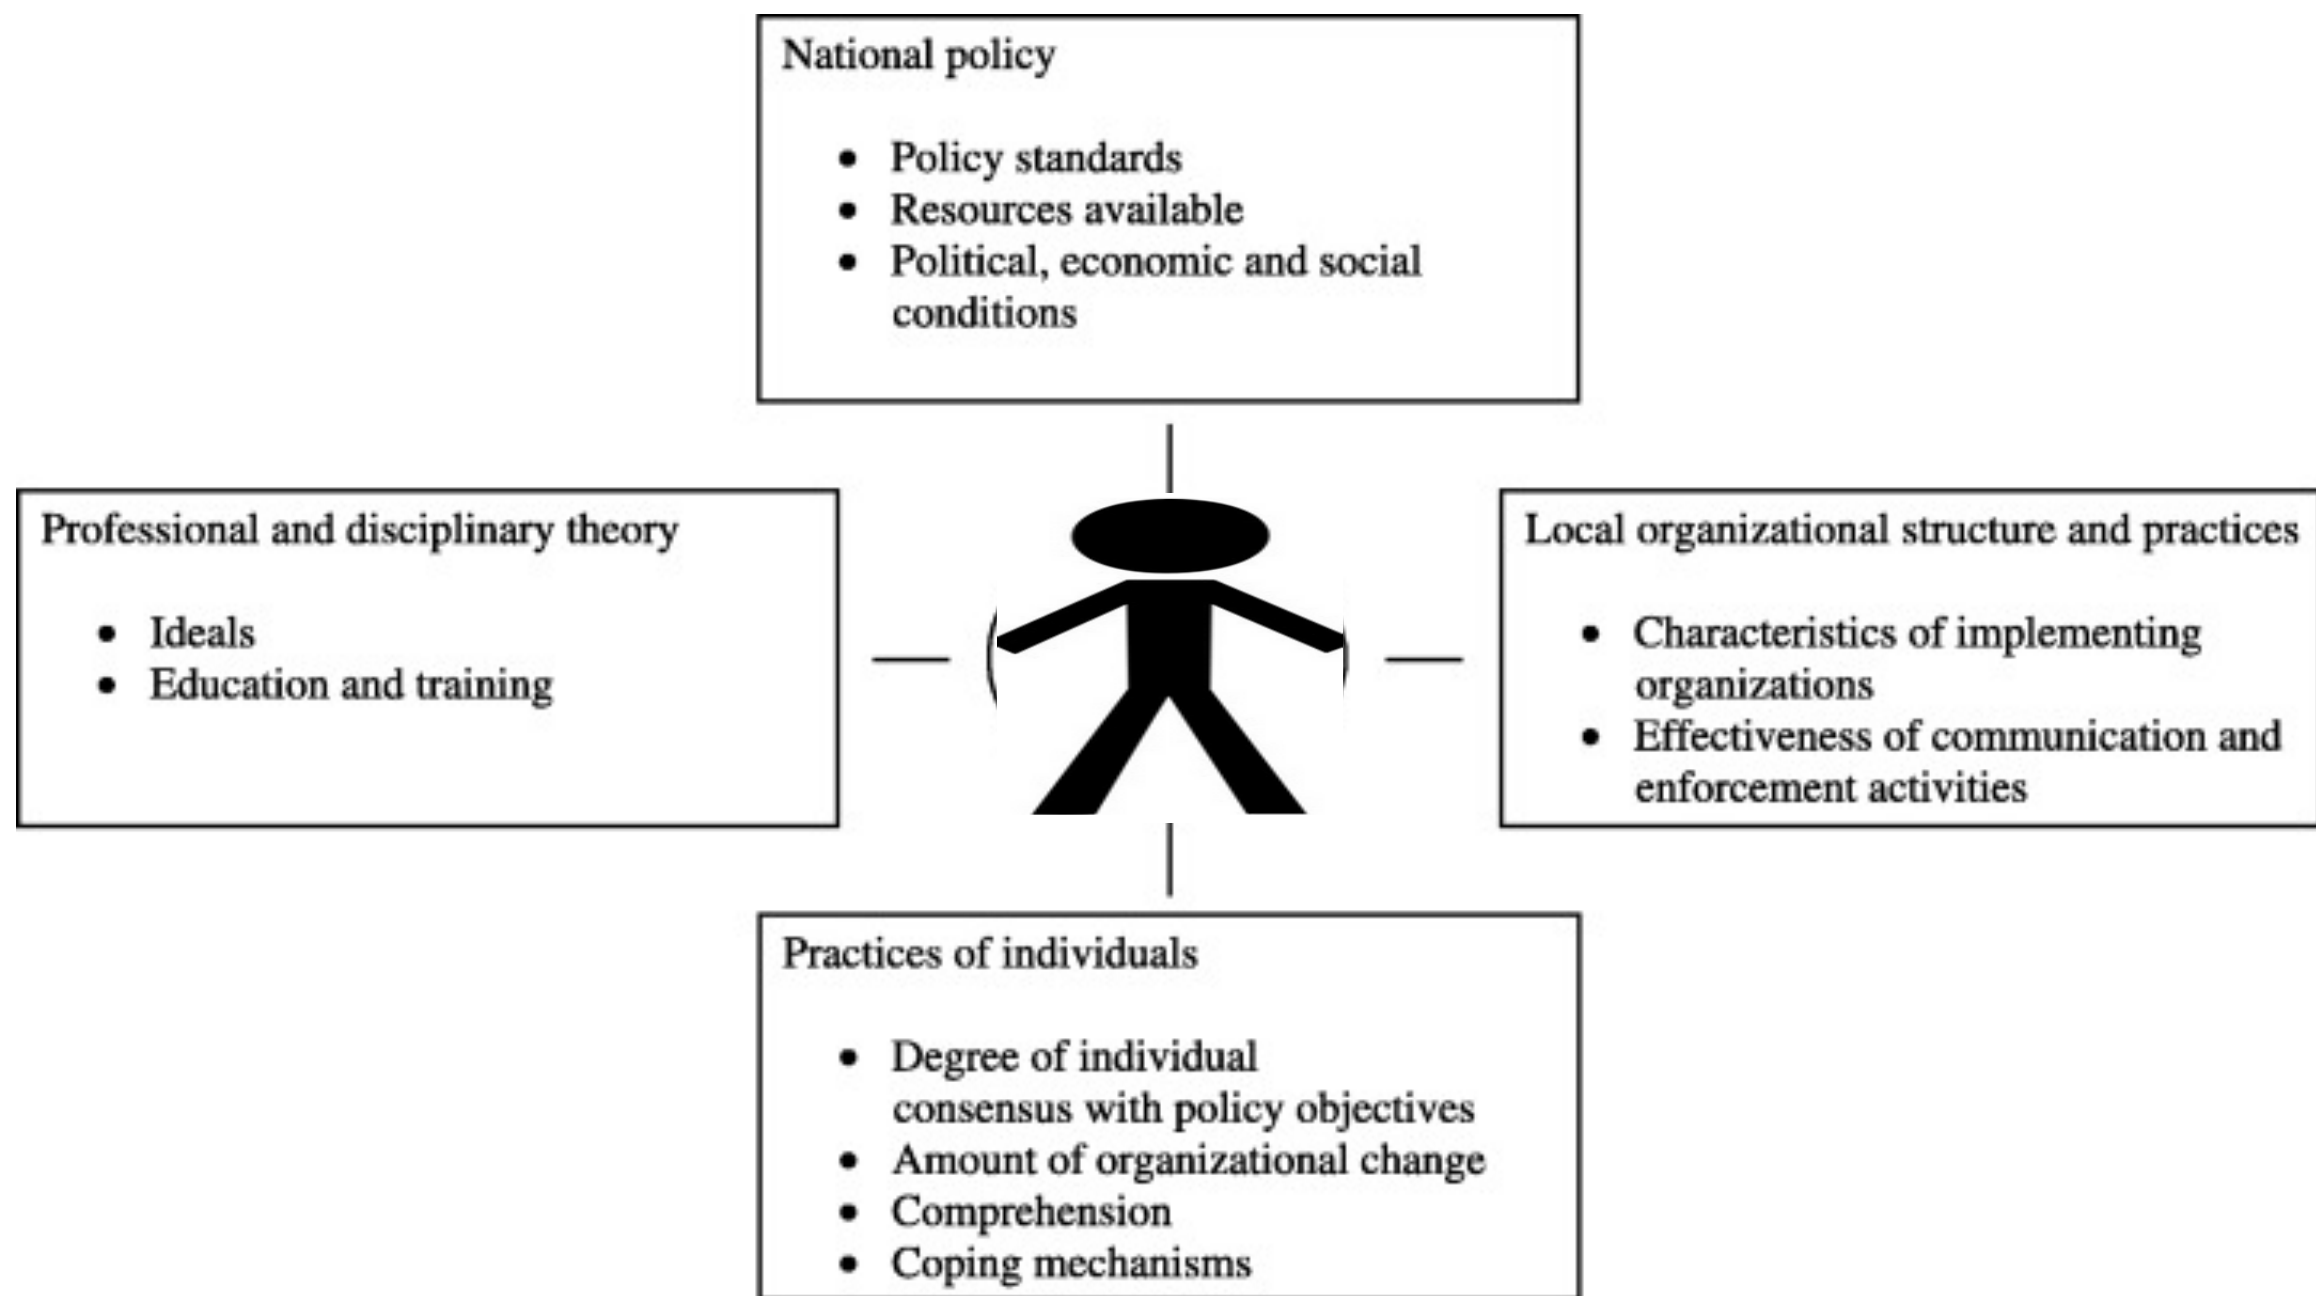 National policy
• Policy standards
• Resources available
• Political, economic and social
conditions
Professional and disciplinary theory
• Ideals
• Education and training
Local organizational structure and practices
• Characteristics of implementing
organizations
• Effectiveness of communication and
enforcement activities
Practices of individuals
• Degree of individual
consensus with policy objectives
• Amount of organizational change
• Comprehension
• Coping mechanisms